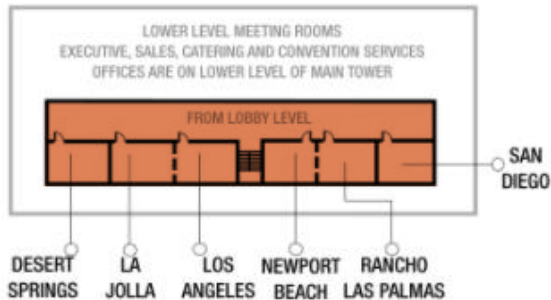 LOWER LEVEL MEETING ROOMS
EXECUTIVE, SALES, CATERING AND CONVENTION SERVICES
OFFICES ARE ON LOWER LEVEL OF MAIN TOWER
FROM LOBBY LEVEL
SAN
DIEGO
DESERT
SPRINGS
LA
JOLLA
LOS
ANGELES
NEWPORT
BEACH
RANCHO
LAS PALMAS